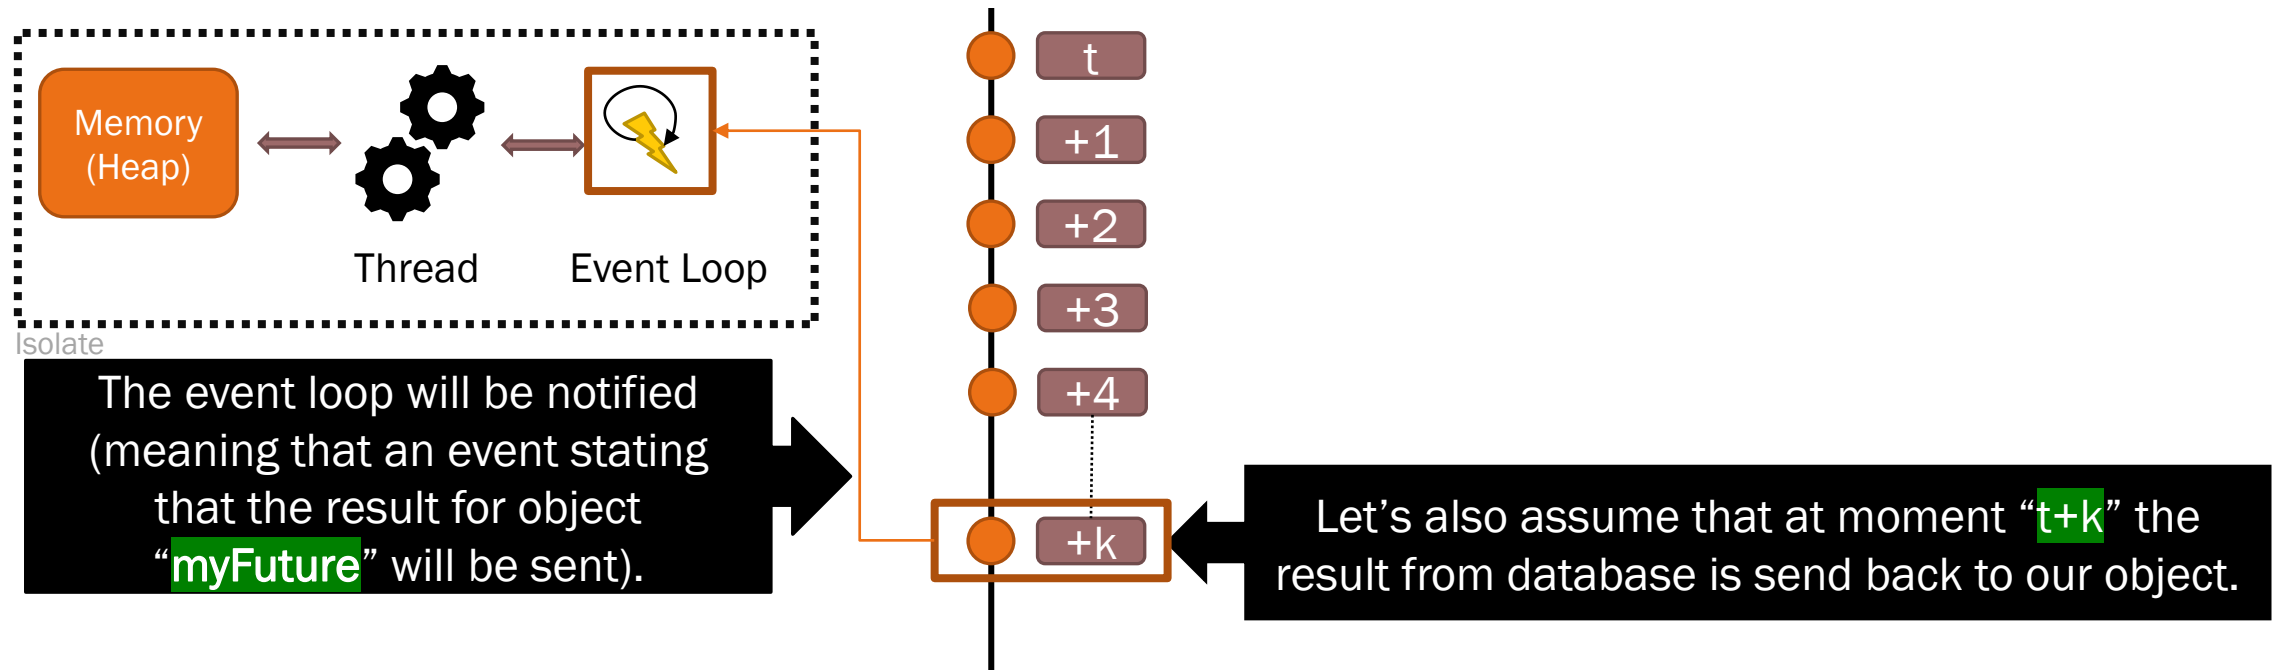 Memory
(Heap)
Thread
Event Loop
Isolate
t
+1
+2
+3
+4
+k
The event loop will be notified
(meaning that an event stating
that the result for object
“myFuture” will be sent).
Let’s also assume that at moment “t+k” the
result from database is send back to our object.